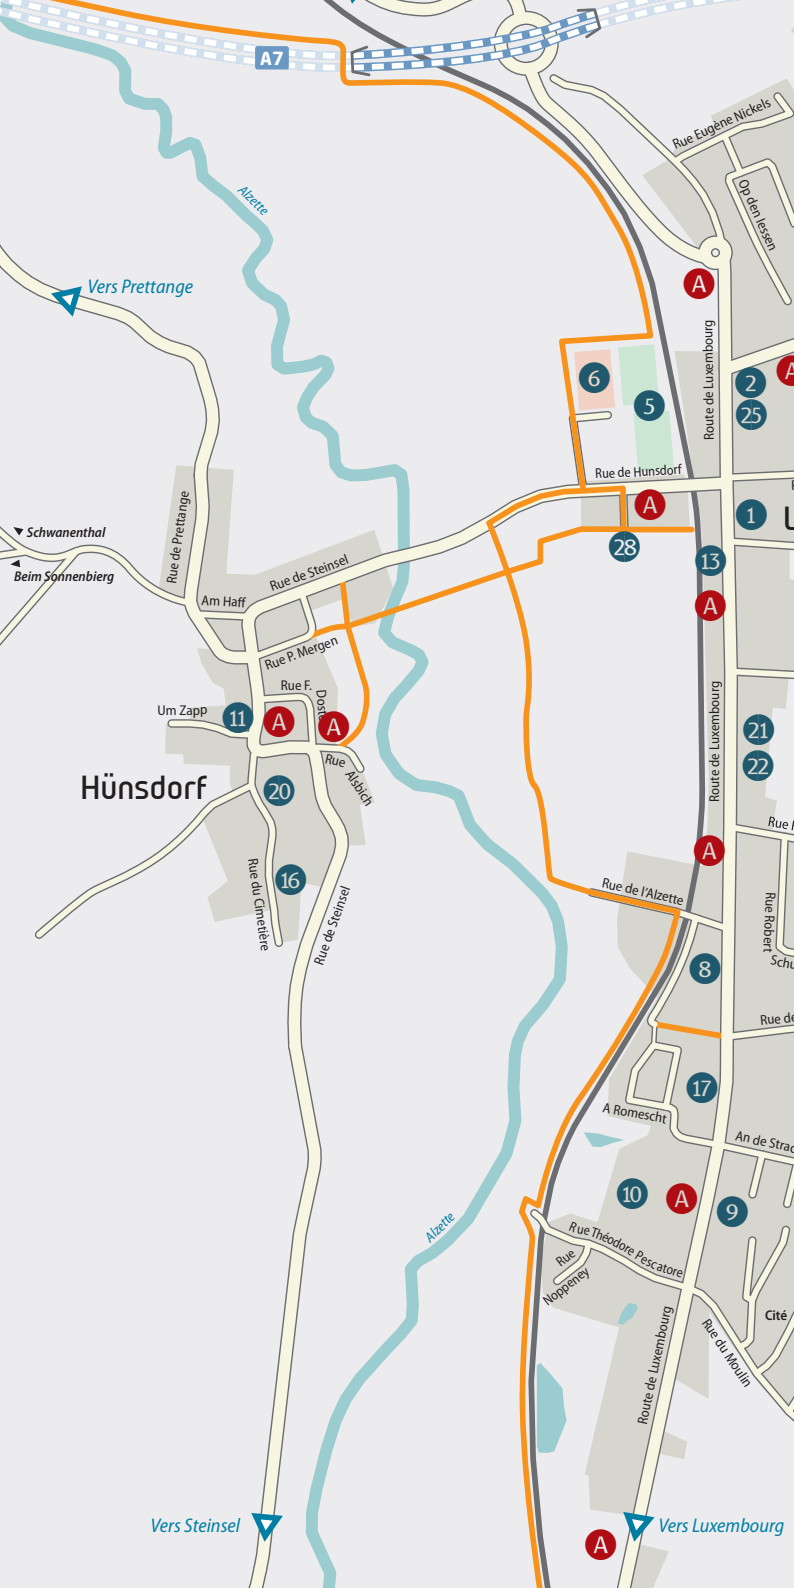 A7
Rue Eugène Nickels
Op den Iessen
Alzette
Vers Prettange
A
Route de Luxembourg
6
2
A
5
25
Rue de Hunsdorf
Rue de Prettange
A
1
U
Schwanenthal
28
13
Beim Sonnenbierg
Rue de Steinsel
Am Haff
A
Rue P. Mergen
Rue F.
Um Zapp
11
A
A
Route de Luxembourg
21
22
Rue
Alsbich
Hünsdorf
20
Rue
A
16
Rue de l'Alzette
Rue du Cimetière
Rue de Steinsel
Rue Robert
Schu
8
Rue de
17
A Romescht
An de Strac
10
A
9
Alzette
Rue Théodore Pescatore
Rue
Noppeney
Cité
Route de Luxembourg
Rue du Moulin
Vers Steinsel
Vers Luxembourg
A